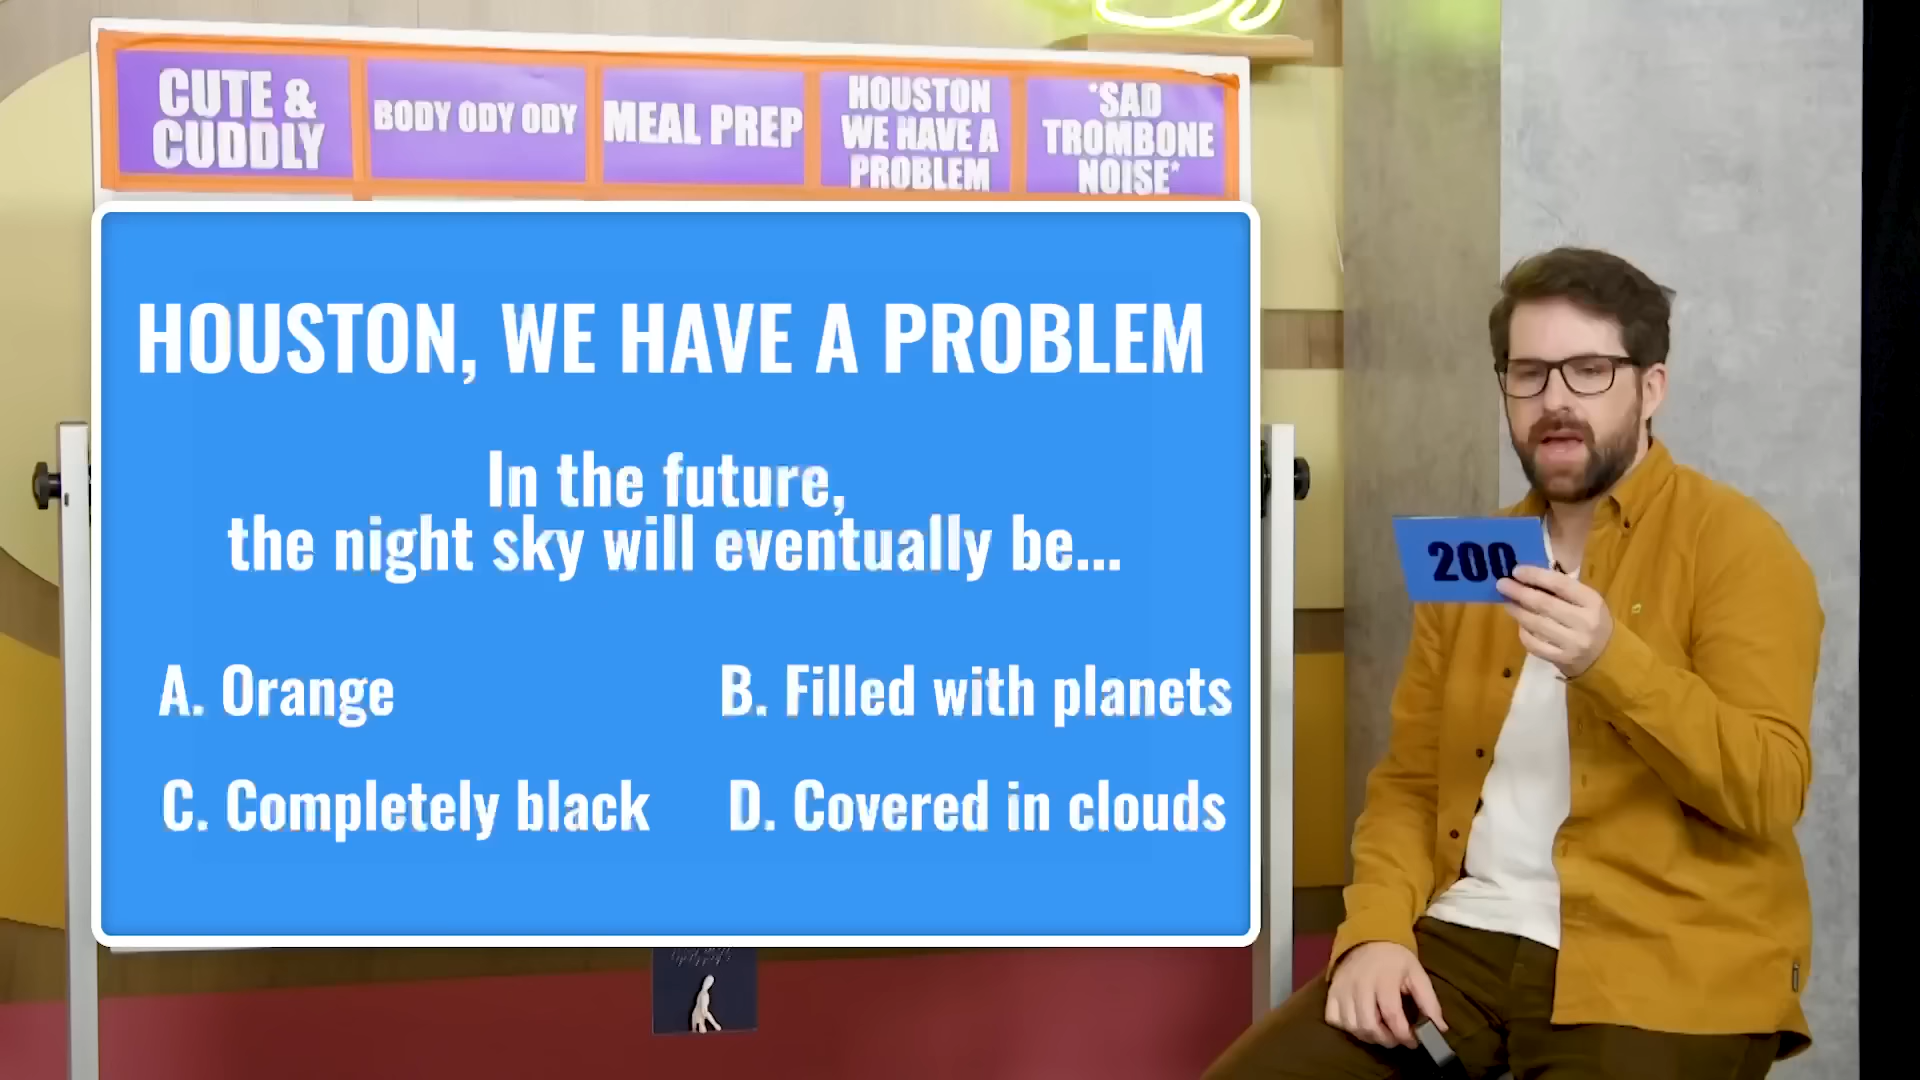 CUTE &
CUDDLY
BODY ODY ODY
MEAL PREP
HOUSTON
WE HAVE A
PROBLEM
*SAD
TROMBONE
NOISE*
HOUSTON, WE HAVE A PROBLEM
In the future,
the night sky will eventually be...
A. Orange
B. Filled with planets
C. Completely black
D. Covered in clouds
200